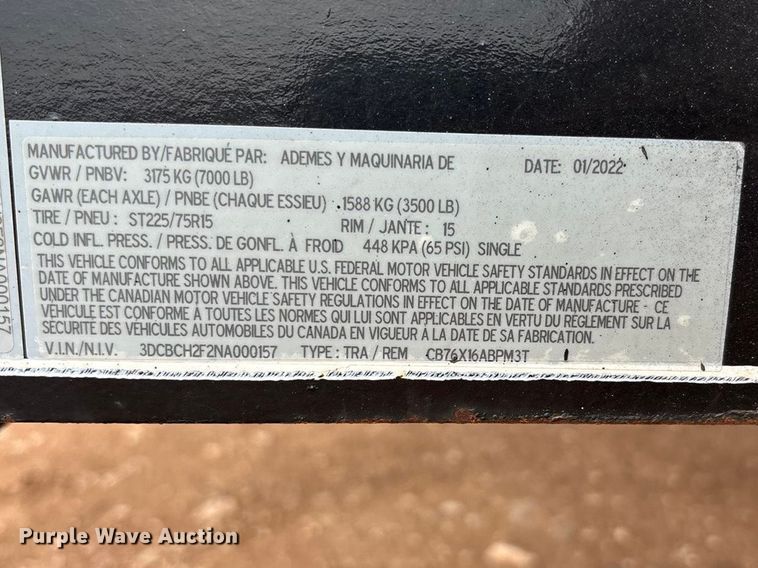 MANUFACTURED BY/FABRIQUÉ PAR: ADEMES Y MAQUINARIA DE DATE: 01/2022
GVWR / PNBV: 3175 KG (7000 LB)
GAWR (EACH AXLE) / PNBE (CHAQUE ESSIEU) 1588 KG (3500 LB)
TIRE / PNEU : ST225/75R15 RIM / JANTE : 15
COLD INFL. PRESS. / PRESS. DE GONFL. À FROID 448 KPA (65 PSI) SINGLE
THIS VEHICLE CONFORMS TO ALL APPLICABLE U.S. FEDERAL MOTOR VEHICLE SAFETY STANDARDS IN EFFECT ON THE
DATE OF MANUFACTURE SHOWN ABOVE. THIS VEHICLE CONFORMS TO ALL APPLICABLE STANDARDS PRESCRIBED
UNDER THE CANADIAN MOTOR VEHICLE SAFETY REGULATIONS IN EFFECT ON THE DATE OF MANUFACTURE - CE
VÉHICULE EST CONFORME À TOUTES LES NORMES QUI LUI SONT APPLICABLES EN VERTU DU RÈGLEMENT SUR LA
SÉCURITÉ DES VÉHICULES AUTOMOBILES DU CANADA EN VIGUEUR À LA DATE DE SA FABRICATION.
V.I.N./N.I.V. 3DCBCH2F2NA000157 TYPE : TRA / REM CB76X16ABPM3T
2F2NA000157
Purple Wave Auction